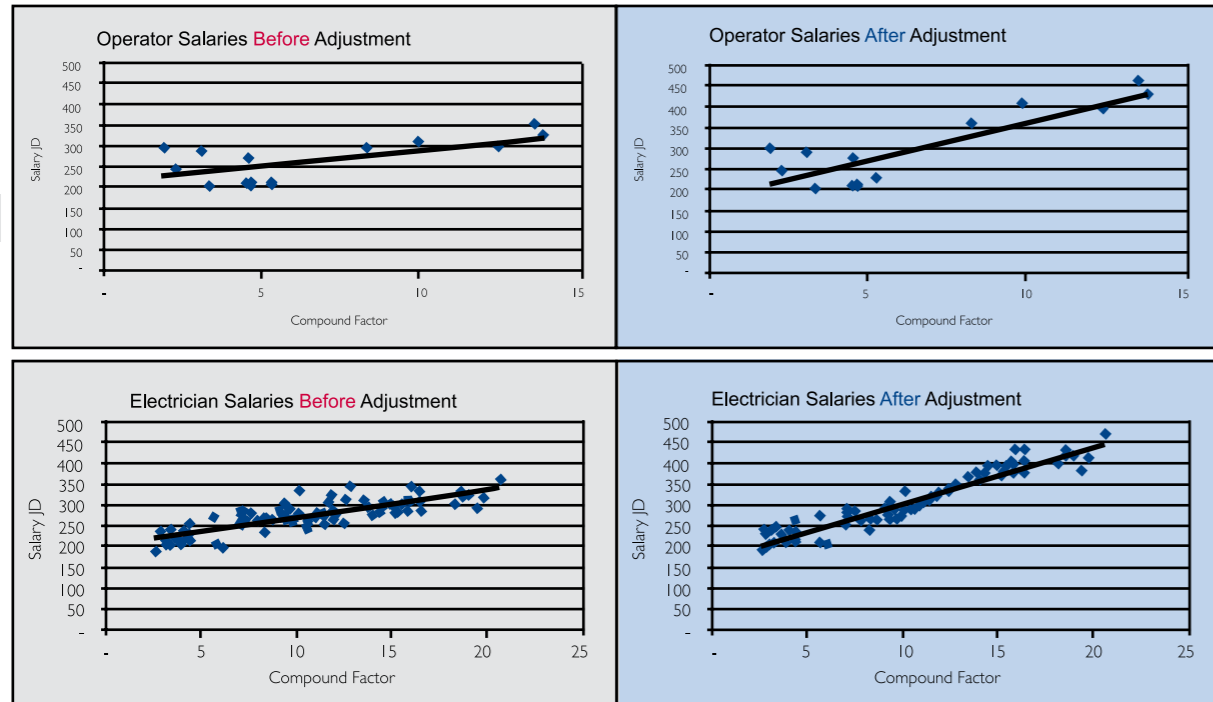 Operator Salaries Before Adjustment
500
450
400
350
300
250
200
150
100
50
-
Salary JD
- 5 10 15
Compound Factor
Operator Salaries After Adjustment
500
450
400
350
300
250
200
150
100
50
-
Salary JD
- 5 10 15
Compound Factor
Electrician Salaries Before Adjustment
500
450
400
350
300
250
200
150
100
50
-
Salary JD
- 5 10 15 20 25
Compound Factor
Electrician Salaries After Adjustment
500
450
400
350
300
250
200
150
100
50
-
Salary JD
- 5 10 15 20 25
Compound Factor